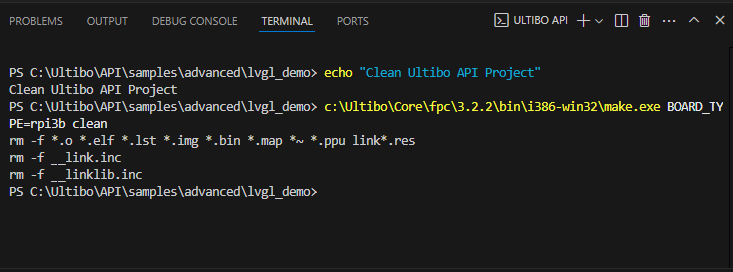 PROBLEMS OUTPUT DEBUG CONSOLE TERMINAL PORTS ULTIBO API
PS C:\Ultibo\API\samples\advanced\lvgl_demo> echo "Clean Ultibo API Project"
Clean Ultibo API Project
PS C:\Ultibo\API\samples\advanced\lvgl_demo> c:\Ultibo\Core\fpc\3.2.2\bin\i386-win32\make.exe BOARD_TY
PE=rpi3b clean
rm -f *.o *.elf *.lst *.img *.bin *.map *~ *.ppu link*.res
rm -f __link.inc
rm -f __linklib.inc
PS C:\Ultibo\API\samples\advanced\lvgl_demo>